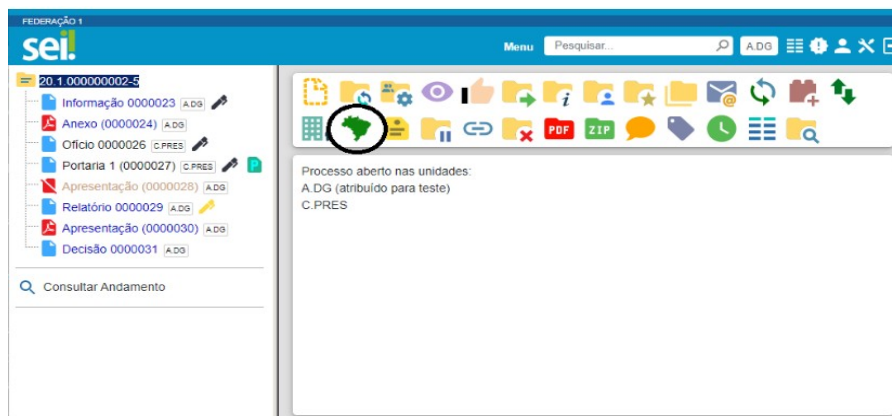 FEDERAÇÃO 1
sei!
Menu Pesquisar... A.DG
20.1.000000002-5
Informação 0000023 A.DG
Anexo (0000024) A.DG
Ofício 0000026 C.PRES
Portaria 1 (0000027) C.PRES P
Apresentação (0000028) A.DG
Relatório 0000029 A.DG
Apresentação (0000030) A.DG
Decisão 0000031 A.DG
Consultar Andamento
i
@
PDF ZIP
Processo aberto nas unidades:
A.DG (atribuído para teste)
C.PRES